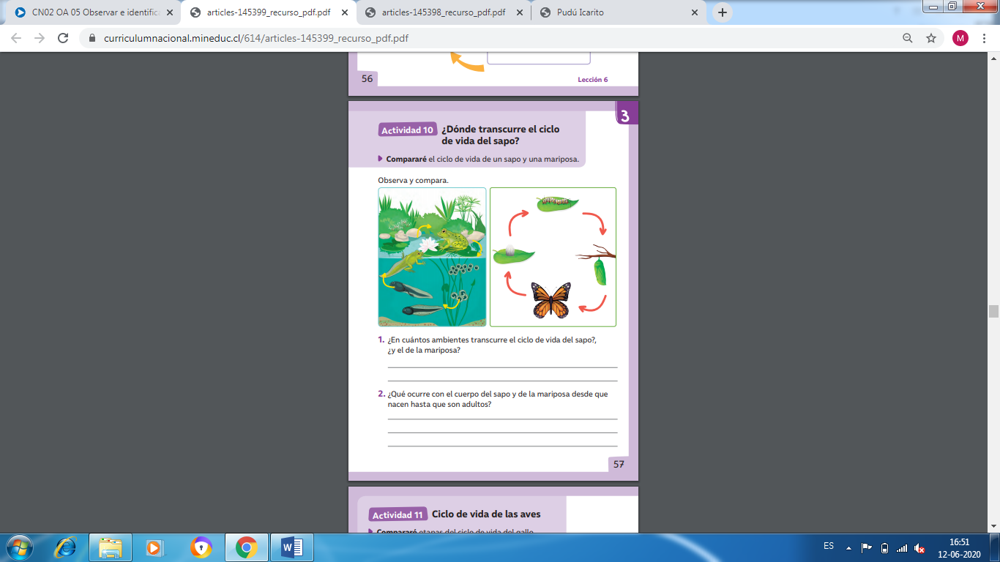 CN02 OA 05 Observar e identifica
articles-145399_recurso_pdf.pdf
articles-145398_recurso_pdf.pdf
Pudú Icarito
curriculumnacional.mineduc.cl/614/articles-145399_recurso_pdf.pdf
M
56
Lección 6
3
Actividad 10 ¿Dónde transcurre el ciclo
de vida del sapo?
Compararé el ciclo de vida de un sapo y una mariposa.
Observa y compara.
1. ¿En cuántos ambientes transcurre el ciclo de vida del sapo?,
¿y el de la mariposa?
2. ¿Qué ocurre con el cuerpo del sapo y de la mariposa desde que
nacen hasta que son adultos?
57
Actividad 11 Ciclo de vida de las aves
Compararé etapas del ciclo de vida del gallo
ES
16:51
12-06-2020